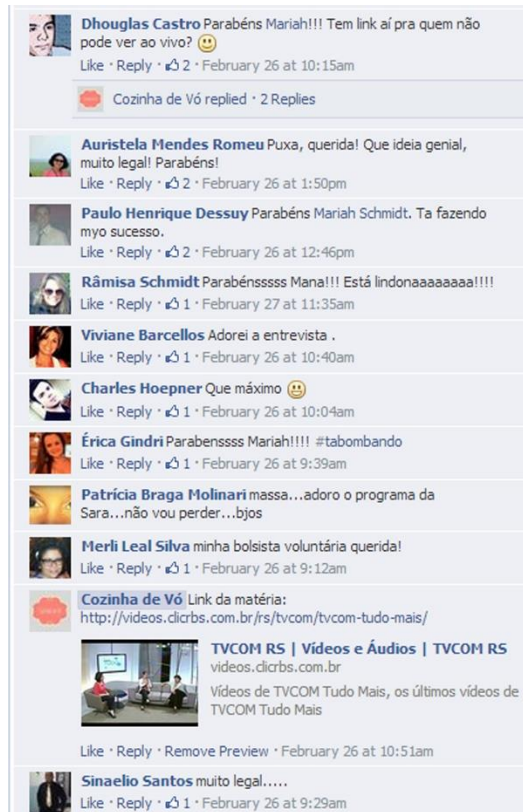 Dhouglas Castro Parabéns Mariah!!! Tem link aí pra quem não
pode ver ao vivo?
Like · Reply · 2 · February 26 at 10:15am
Cozinha de Vó replied · 2 Replies
Auristela Mendes Romeu Puxa, querida! Que ideia genial,
muito legal! Parabéns!
Like · Reply · 2 · February 26 at 1:50pm
Paulo Henrique Dessuy Parabéns Mariah Schmidt. Ta fazendo
myo sucesso.
Like · Reply · 2 · February 26 at 12:46pm
Râmisa Schmidt Parabénsssss Mana!!! Está lindonaaaaaaaa!!!!
Like · Reply · 1 · February 27 at 11:35am
Viviane Barcellos Adorei a entrevista .
Like · Reply · 1 · February 26 at 10:40am
Charles Hoepner Que máximo
Like · Reply · 1 · February 26 at 10:04am
Érica Gindri Parabenssss Mariah!!!! #tabombando
Like · Reply · 1 · February 26 at 9:39am
Patrícia Braga Molinari massa...adoro o programa da
Sara...não vou perder...bjos
Merli Leal Silva minha bolsista voluntária querida!
Like · Reply · 1 · February 26 at 9:12am
Cozinha de Vó Link da matéria:
http://videos.clicrbs.com.br/rs/tvcom/tvcom-tudo-mais/
TVCOM RS | Vídeos e Áudios | TVCOM RS
videos.clicrbs.com.br
Vídeos de TVCOM Tudo Mais, os últimos vídeos de
TVCOM Tudo Mais
Like · Reply · Remove Preview · February 26 at 10:51am
Sinaelio Santos muito legal.....
Like · Reply · 1 · February 26 at 9:29am